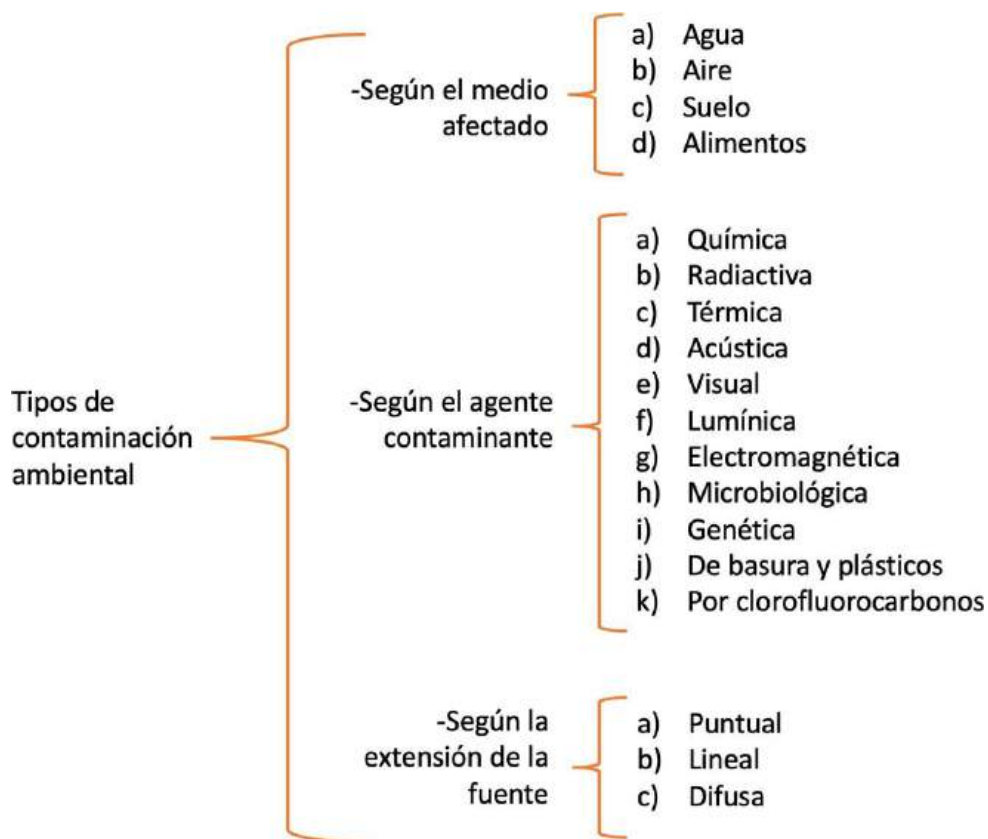 Tipos de
contaminación
ambiental
-Según el medio
afectado
a) Agua
b) Aire
c) Suelo
d) Alimentos
-Según el agente
contaminante
a) Química
b) Radiactiva
c) Térmica
d) Acústica
e) Visual
f) Lumínica
g) Electromagnética
h) Microbiológica
i) Genética
j) De basura y plásticos
k) Por clorofluorocarbonos
-Según la
extensión de la
fuente
a) Puntual
b) Lineal
c) Difusa